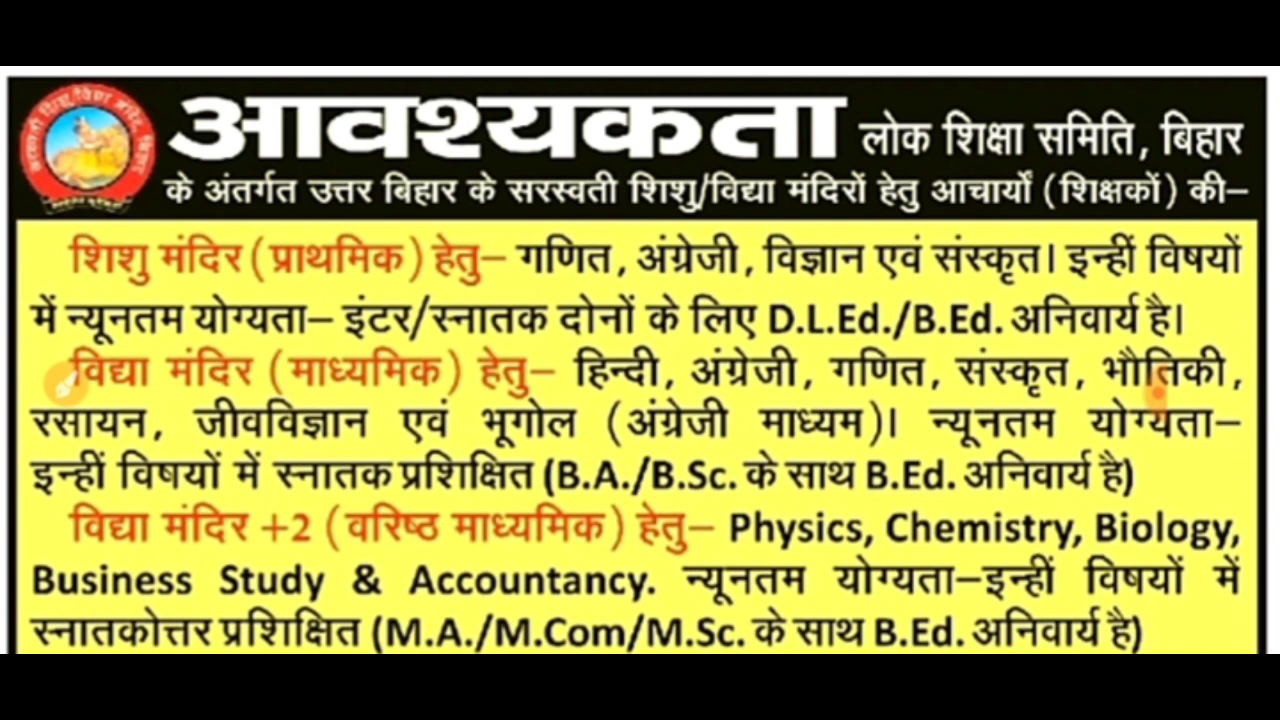 आवश्यकता लोक शिक्षा समिति, बिहार
के अंतर्गत उत्तर बिहार के सरस्वती शिशु/विद्या मंदिरों हेतु आचार्यों (शिक्षकों) की–
शिशु मंदिर (प्राथमिक) हेतु– गणित, अंग्रेजी, विज्ञान एवं संस्कृत। इन्हीं विषयों
में न्यूनतम योग्यता– इंटर/स्नातक दोनों के लिए D.L.Ed./B.Ed. अनिवार्य है।
विद्या मंदिर (माध्यमिक) हेतु– हिन्दी, अंग्रेजी, गणित, संस्कृत, भौतिकी,
रसायन, जीवविज्ञान एवं भूगोल (अंग्रेजी माध्यम)। न्यूनतम योग्यता–
इन्हीं विषयों में स्नातक प्रशिक्षित (B.A./B.Sc. के साथ B.Ed. अनिवार्य है)
विद्या मंदिर +2 (वरिष्ठ माध्यमिक) हेतु– Physics, Chemistry, Biology,
Business Study & Accountancy. न्यूनतम योग्यता–इन्हीं विषयों में
स्नातकोत्तर प्रशिक्षित (M.A./M.Com/M.Sc. के साथ B.Ed. अनिवार्य है)